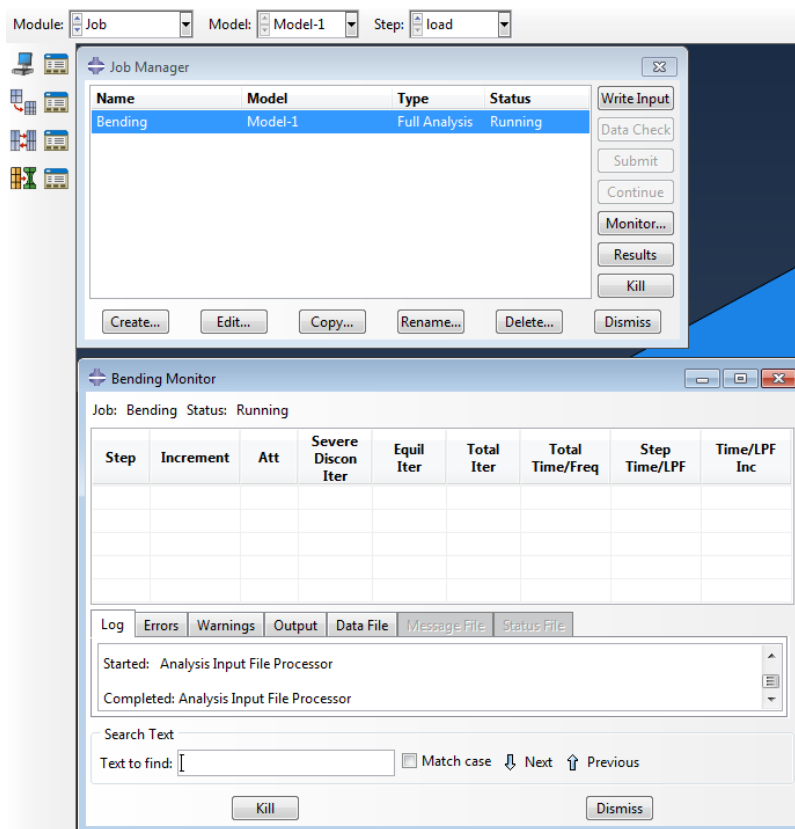 Module: Job Model: Model-1 Step: load
Job Manager
Name Model Type Status
Bending Model-1 Full Analysis Running
Write Input
Data Check
Submit
Continue
Monitor...
Results
Kill
Create... Edit... Copy... Rename... Delete... Dismiss
Bending Monitor
Job: Bending Status: Running
Step Increment Att Severe Discon Iter Equil Iter Total Iter Total Time/Freq Step Time/LPF Time/LPF Inc
Log Errors Warnings Output Data File Message File Status File
Started: Analysis Input File Processor
Completed: Analysis Input File Processor
Search Text
Text to find: Match case Next Previous
Kill Dismiss